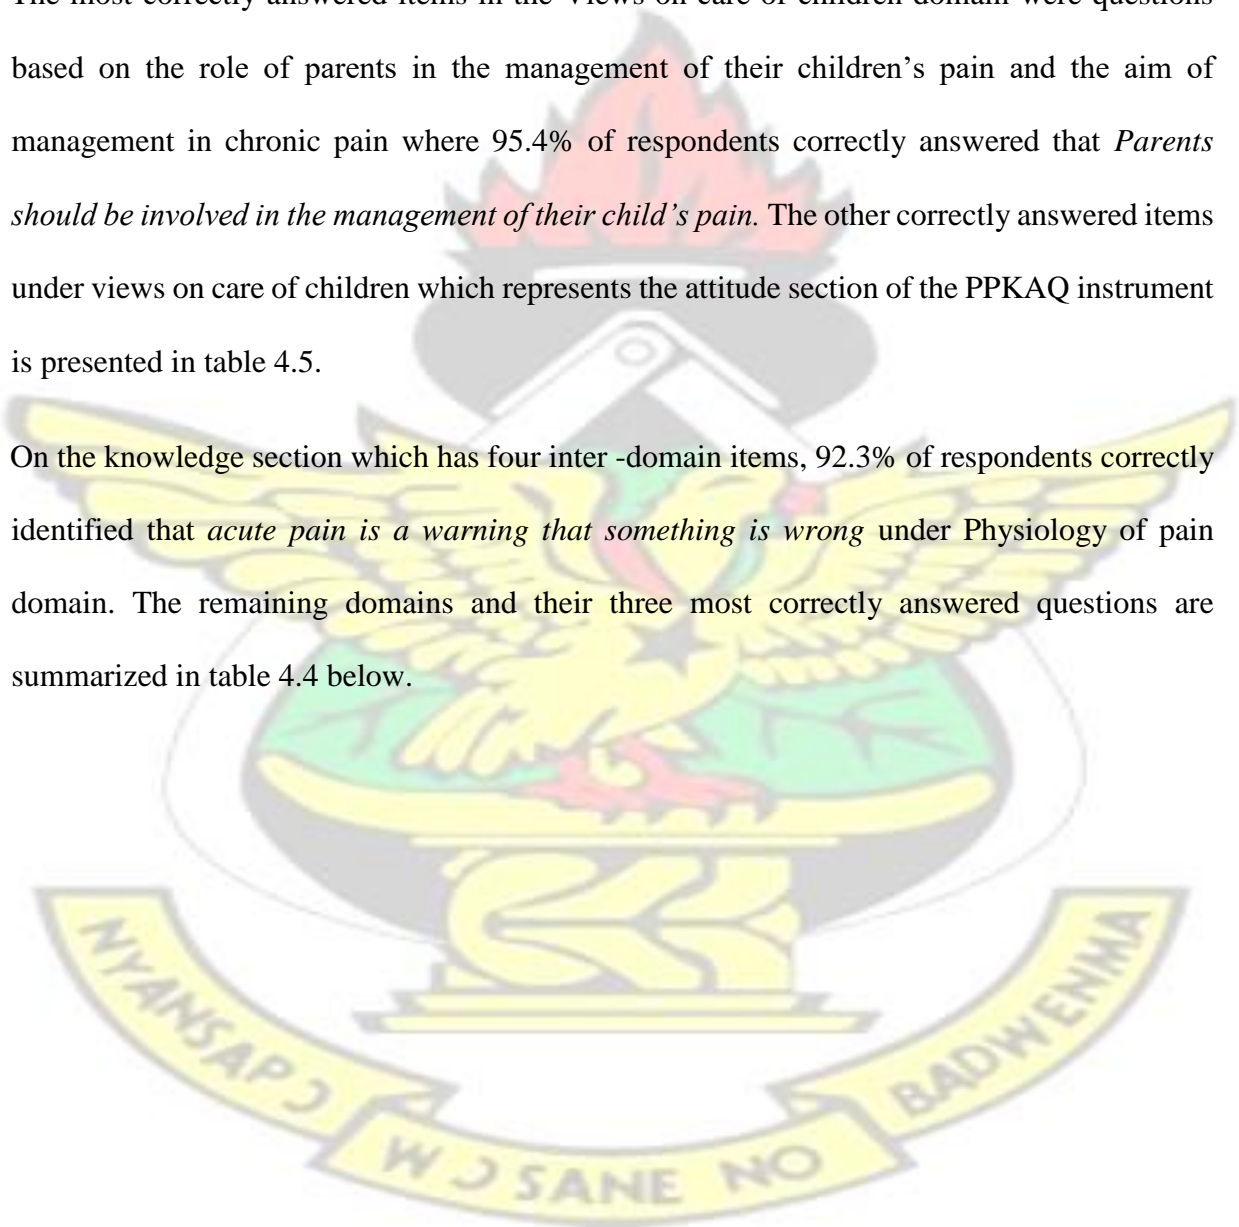 The most correctly answered items in the Views on care of children domain were questions
based on the role of parents in the management of their children’s pain and the aim of
management in chronic pain where 95.4% of respondents correctly answered that Parents
should be involved in the management of their child’s pain. The other correctly answered items
under views on care of children which represents the attitude section of the PPKAQ instrument
is presented in table 4.5.
On the knowledge section which has four inter -domain items, 92.3% of respondents correctly
identified that acute pain is a warning that something is wrong under Physiology of pain
domain. The remaining domains and their three most correctly answered questions are
summarized in table 4.4 below.
NYANSAPƆ
WƆSANE NO
BADWENMA